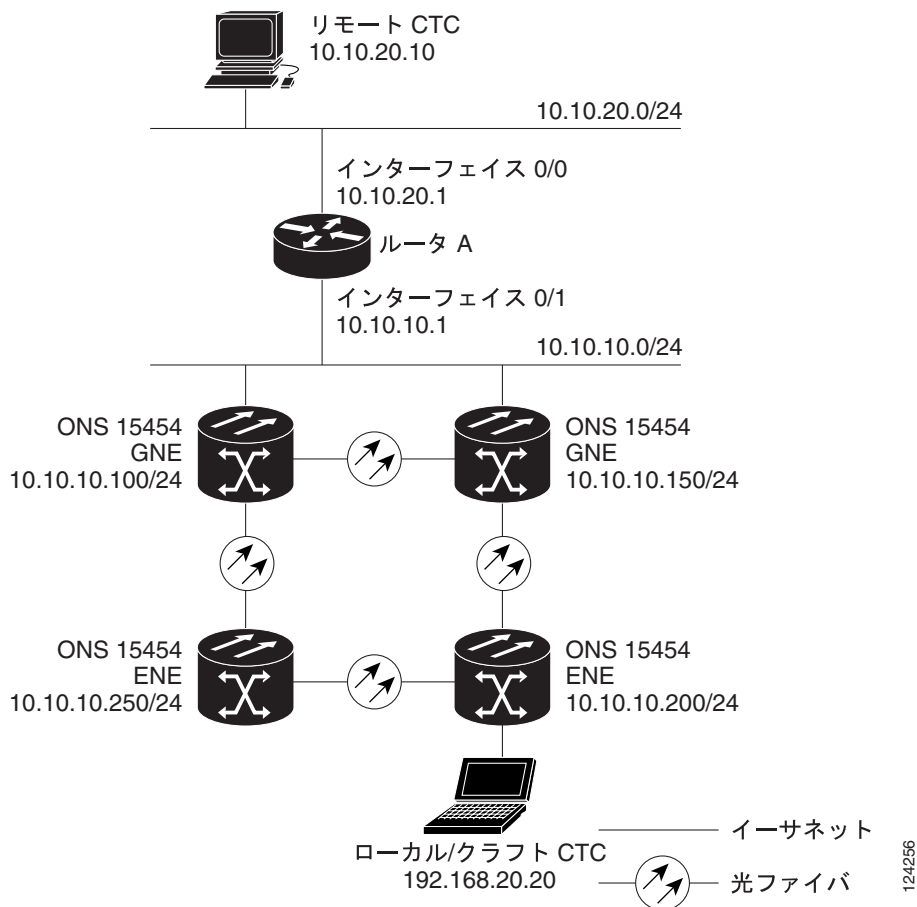 リモート CTC
10.10.20.10
10.10.20.0/24
インターフェイス 0/0
10.10.20.1
ルータ A
インターフェイス 0/1
10.10.10.1
10.10.10.0/24
ONS 15454
GNE
10.10.10.100/24
ONS 15454
GNE
10.10.10.150/24
ONS 15454
ENE
10.10.10.250/24
ONS 15454
ENE
10.10.10.200/24
ローカル/クラフト CTC
192.168.20.20
イーサネット
光ファイバ
124256